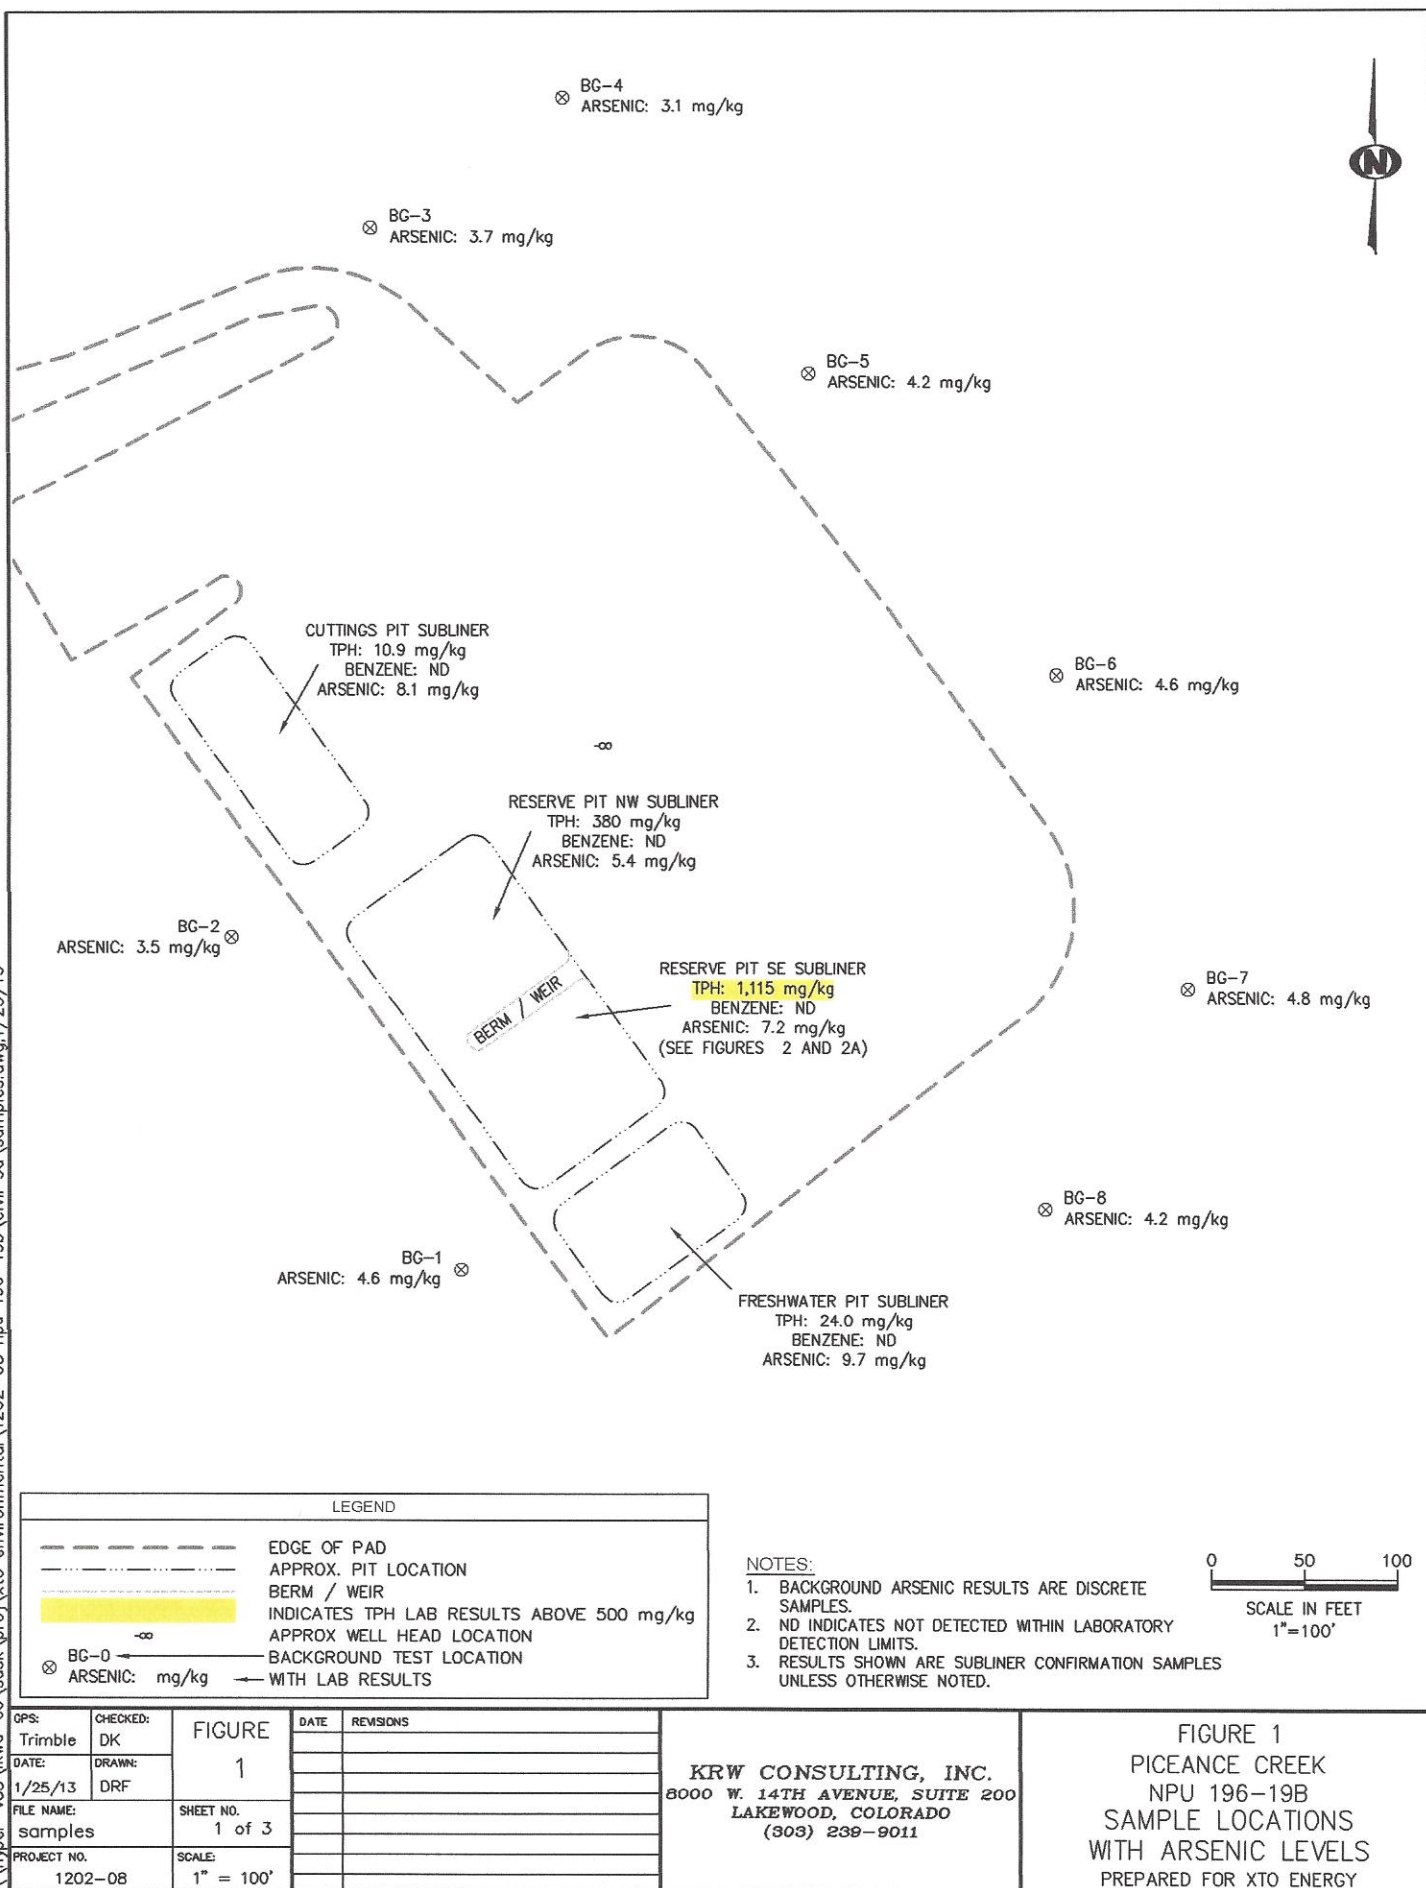 BG-4
ARSENIC: 3.1 mg/kg
N
BG-3
ARSENIC: 3.7 mg/kg
BG-5
ARSENIC: 4.2 mg/kg
CUTTINGS PIT SUBLINER
TPH: 10.9 mg/kg
BENZENE: ND
ARSENIC: 8.1 mg/kg
BG-6
ARSENIC: 4.6 mg/kg
RESERVE PIT NW SUBLINER
TPH: 380 mg/kg
BENZENE: ND
ARSENIC: 5.4 mg/kg
BG-2
ARSENIC: 3.5 mg/kg
RESERVE PIT SE SUBLINER
TPH: 1,115 mg/kg
BENZENE: ND
ARSENIC: 7.2 mg/kg
(SEE FIGURES 2 AND 2A)
BERM / WEIR
BG-7
ARSENIC: 4.8 mg/kg
BG-8
ARSENIC: 4.2 mg/kg
BG-1
ARSENIC: 4.6 mg/kg
FRESHWATER PIT SUBLINER
TPH: 24.0 mg/kg
BENZENE: ND
ARSENIC: 9.7 mg/kg
LEGEND
EDGE OF PAD
APPROX. PIT LOCATION
BERM / WEIR
INDICATES TPH LAB RESULTS ABOVE 500 mg/kg
APPROX WELL HEAD LOCATION
BG-0 BACKGROUND TEST LOCATION
ARSENIC: mg/kg WITH LAB RESULTS
NOTES:
1. BACKGROUND ARSENIC RESULTS ARE DISCRETE
SAMPLES.
2. ND INDICATES NOT DETECTED WITHIN LABORATORY
DETECTION LIMITS.
3. RESULTS SHOWN ARE SUBLINER CONFIRMATION SAMPLES
UNLESS OTHERWISE NOTED.
0 50 100
SCALE IN FEET
1"=100'
GPS:
Trimble
CHECKED:
DK
DATE:
1/25/13
DRAWN:
DRF
FILE NAME:
samples
PROJECT NO.
1202-08
FIGURE
1
SHEET NO.
1 of 3
SCALE:
1" = 100'
DATE REVISIONS
KRW CONSULTING, INC.
8000 W. 14TH AVENUE, SUITE 200
LAKEWOOD, COLORADO
(303) 239-9011
FIGURE 1
PICEANCE CREEK
NPU 196-19B
SAMPLE LOCATIONS
WITH ARSENIC LEVELS
PREPARED FOR XTO ENERGY